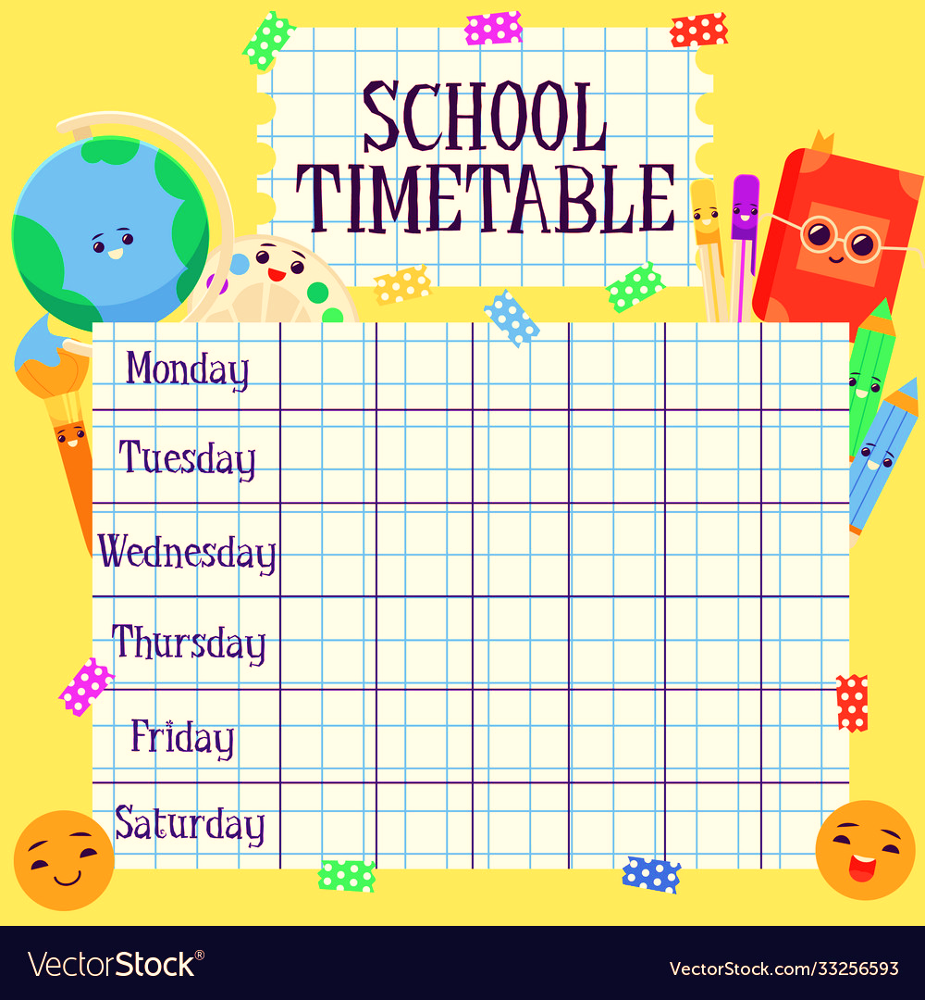 SCHOOL
TIMETABLE
Monday
Tuesday
Wednesday
Thursday
Friday
Saturday
VectorStock®
VectorStock.com/33256593